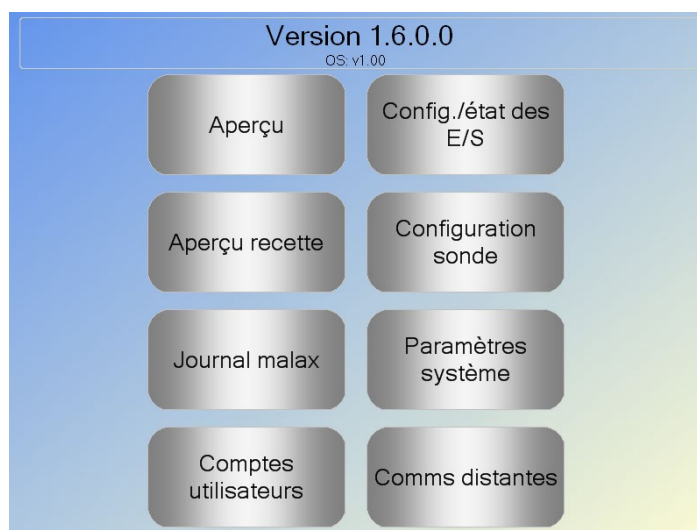 Version 1.6.0.0
OS: v1.00
Aperçu
Config./état des
E/S
Aperçu recette
Configuration
sonde
Journal malax
Paramètres
système
Comptes
utilisateurs
Comms distantes